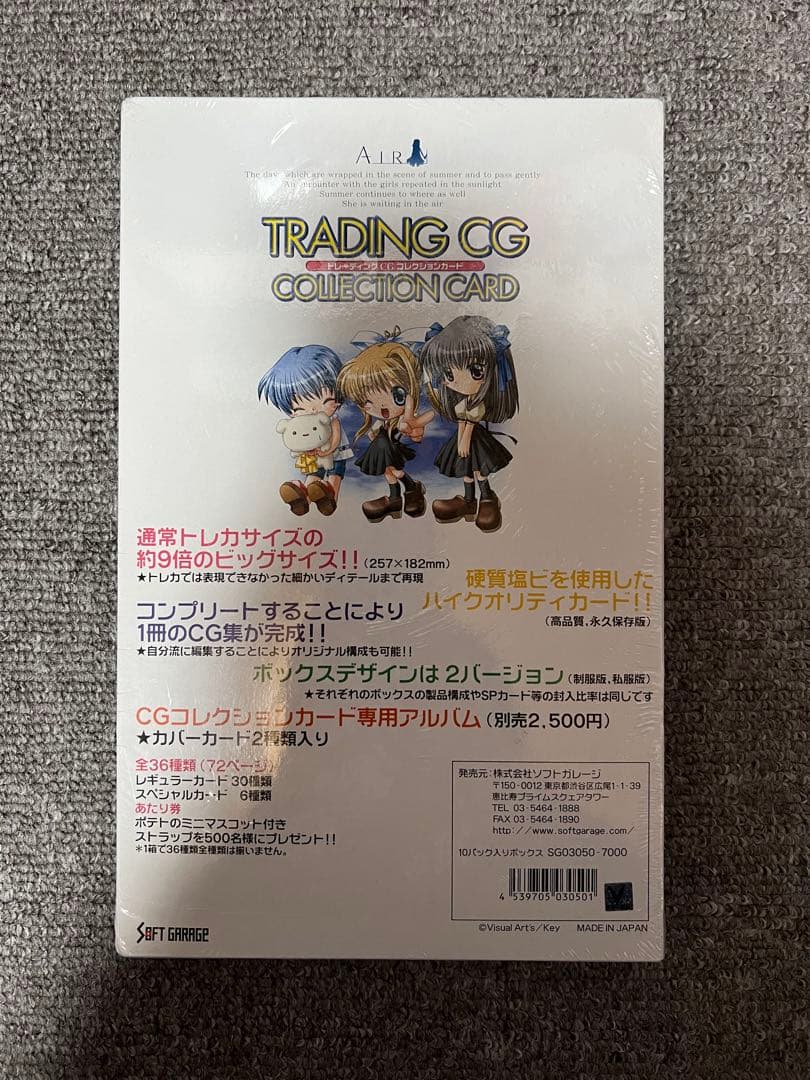 AIR
The days which are wrapped in the scene of summer and to pass gently
An encounter with the girls repeated in the sunlight
Summer continues to where as well
She is waiting in the air
TRADING CG
トレーディングCGコレクションカード
COLLECTION CARD
通常トレカサイズの
約9倍のビッグサイズ!!(257×182mm)
★トレカでは表現できなかった細かいディテールまで再現
硬質塩ビを使用した
ハイクオリティカード!!
(高品質、永久保存版)
コンプリートすることにより
1冊のCG集が完成!!
★自分流に編集することによりオリジナル構成も可能!!
ボックスデザインは2バージョン(制服版、私服版)
★それぞれのボックスの製品構成やSPカード等の封入比率は同じです
CGコレクションカード専用アルバム(別売2,500円)
★カバーカード2種類入り
全36種類(72ページ)
レギュラーカード30種類
スペシャルカード 6種類
あたり券
ポテトのミニマスコット付き
ストラップを500名様にプレゼント!!
*1箱で36種類全種類は揃いません。
発売元:株式会社ソフトガレージ
〒150-0012 東京都渋谷区広尾1-1-39
恵比寿プライムスクェアタワー
TEL 03-5464-1888
FAX 03-5464-1890
http://www.softgarage.com/
10パック入りボックス SG03050-7000
4 539705 030501
SOFT GARAGE
©Visual Art's/Key MADE IN JAPAN